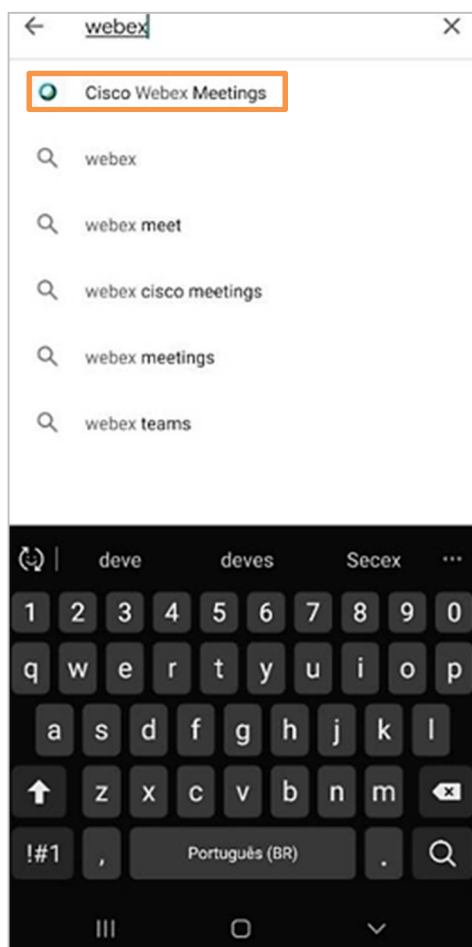 webex
Cisco Webex Meetings
webex
webex meet
webex cisco meetings
webex meetings
webex teams
deve deves Secex
1 2 3 4 5 6 7 8 9 0
q w e r t y u i o p
a s d f g h j k l
z x c v b n m
!#1 , Português (BR) .